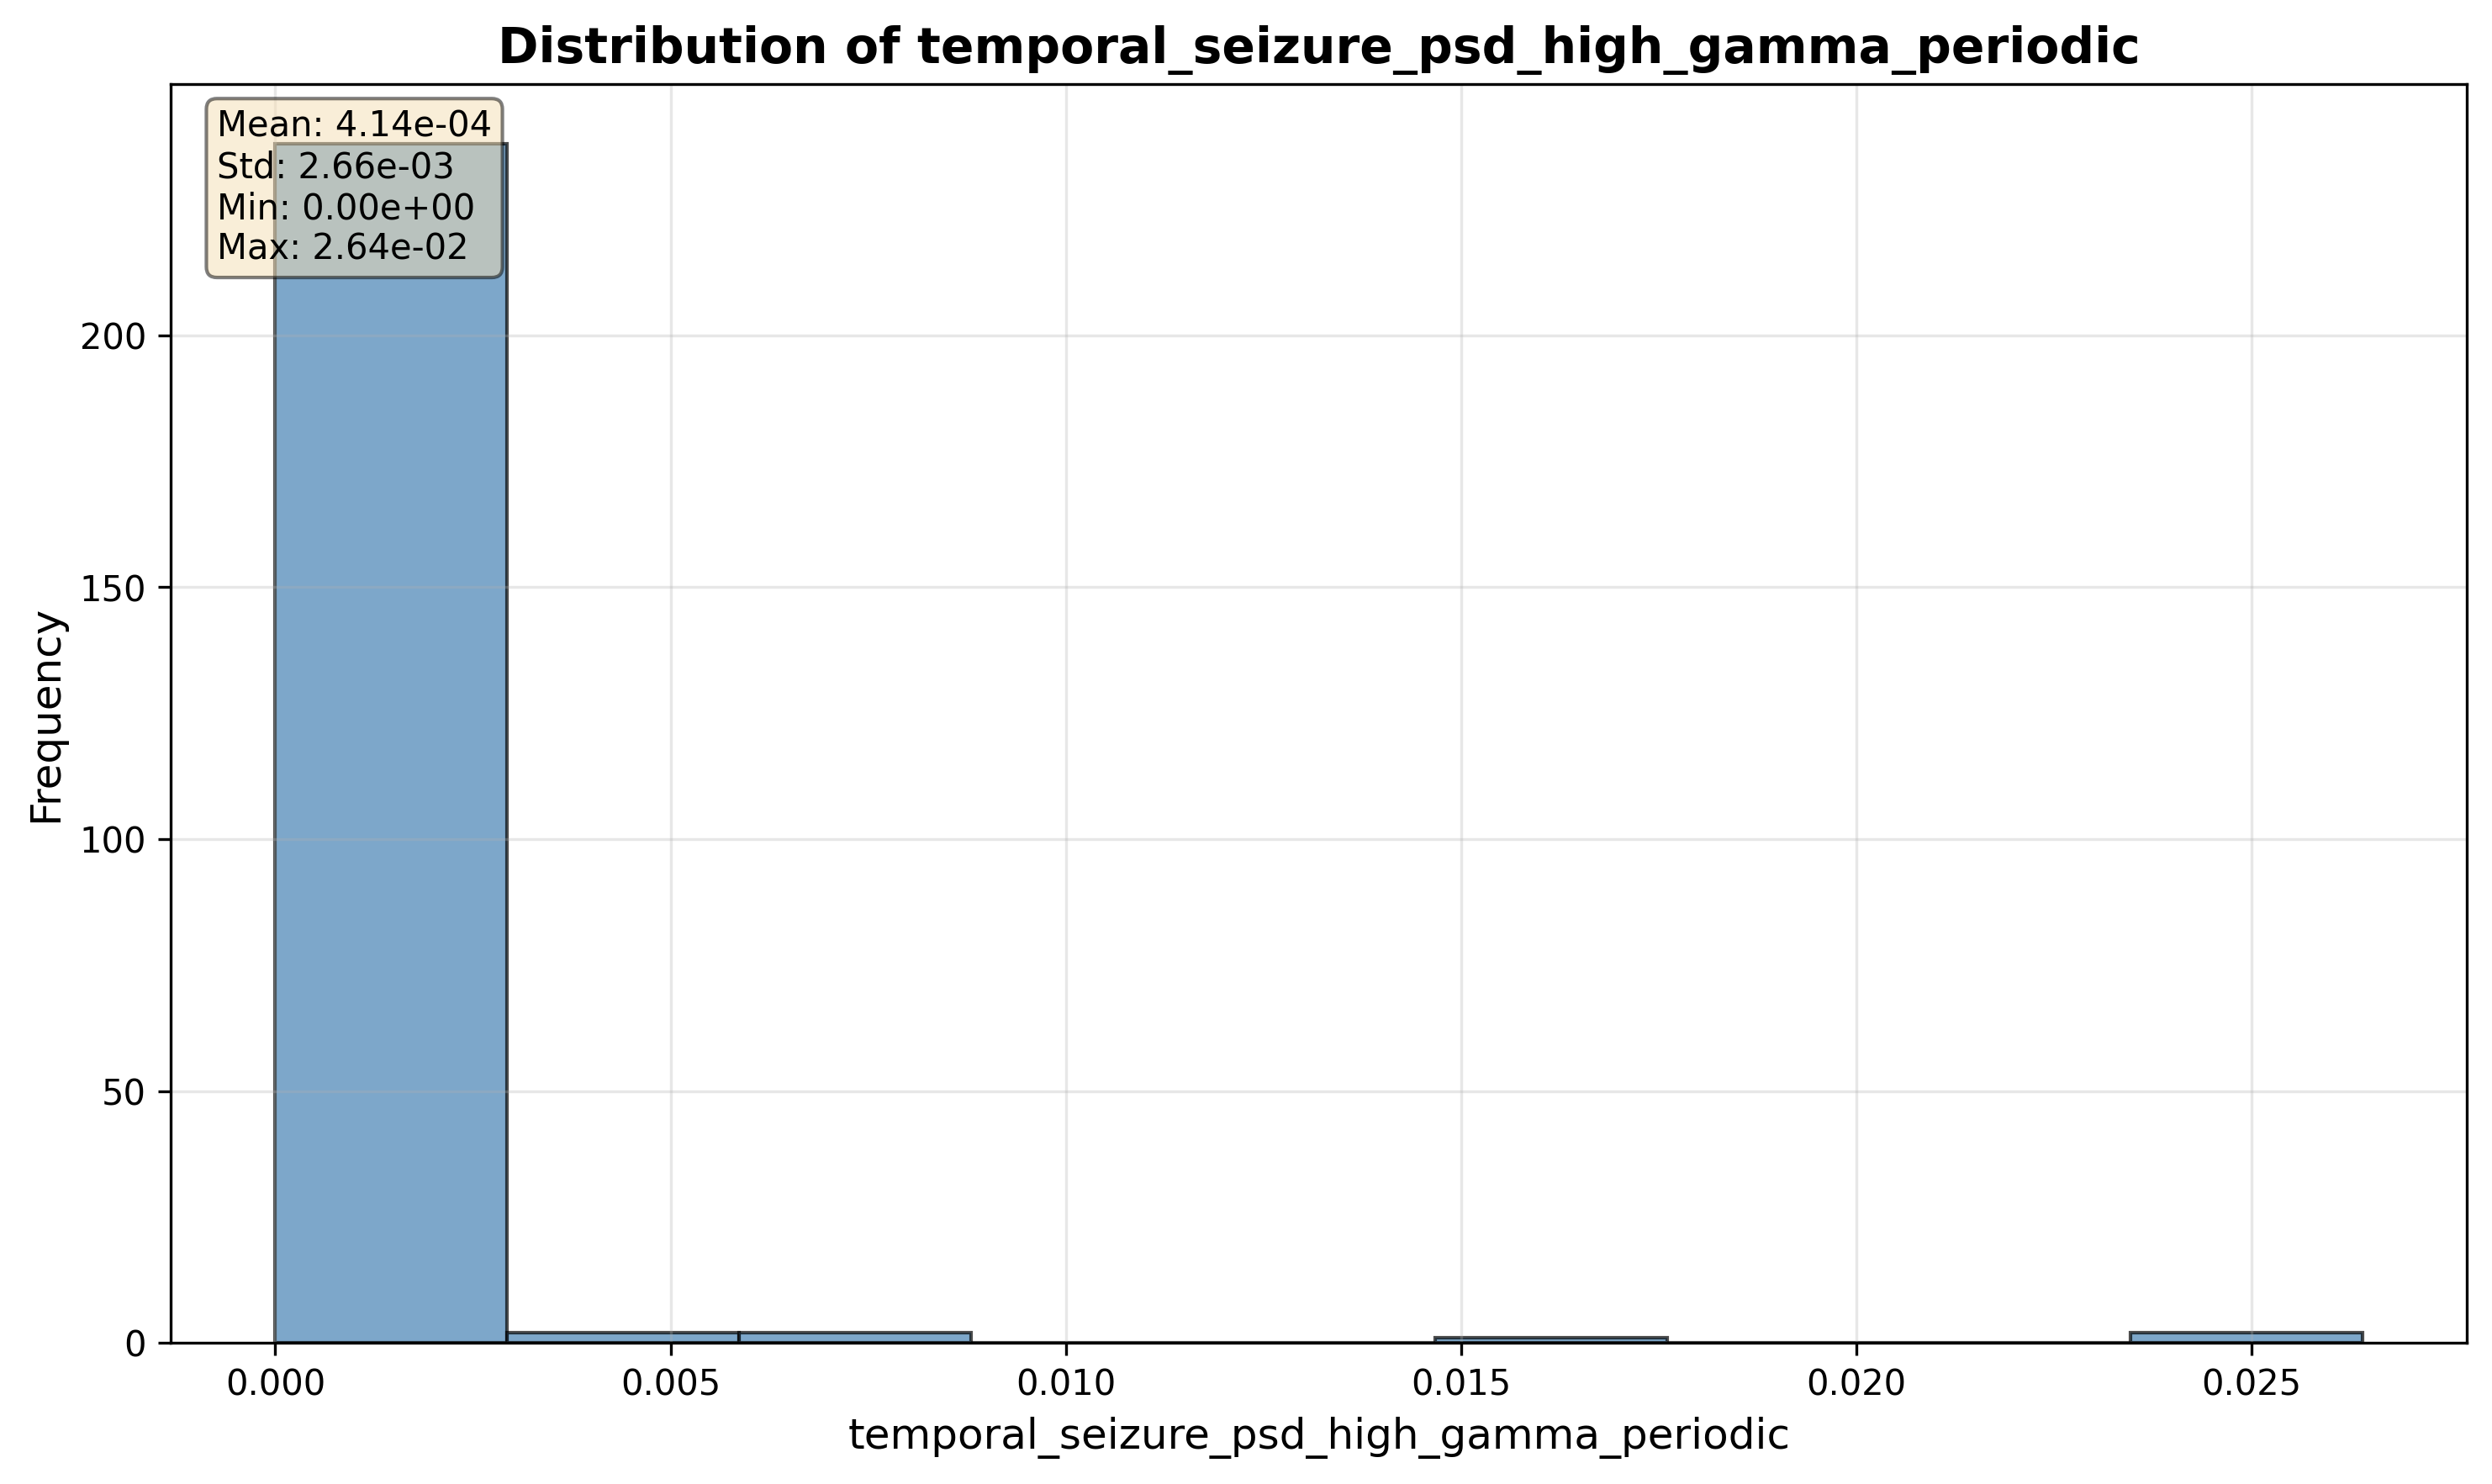 Distribution of temporal_seizure_psd_high_gamma_periodic
Mean: 4.14e-04
Std: 2.66e-03
Min: 0.00e+00
Max: 2.64e-02
200
150
100
50
0
Frequency
0.000 0.005 0.010 0.015 0.020 0.025
temporal_seizure_psd_high_gamma_periodic